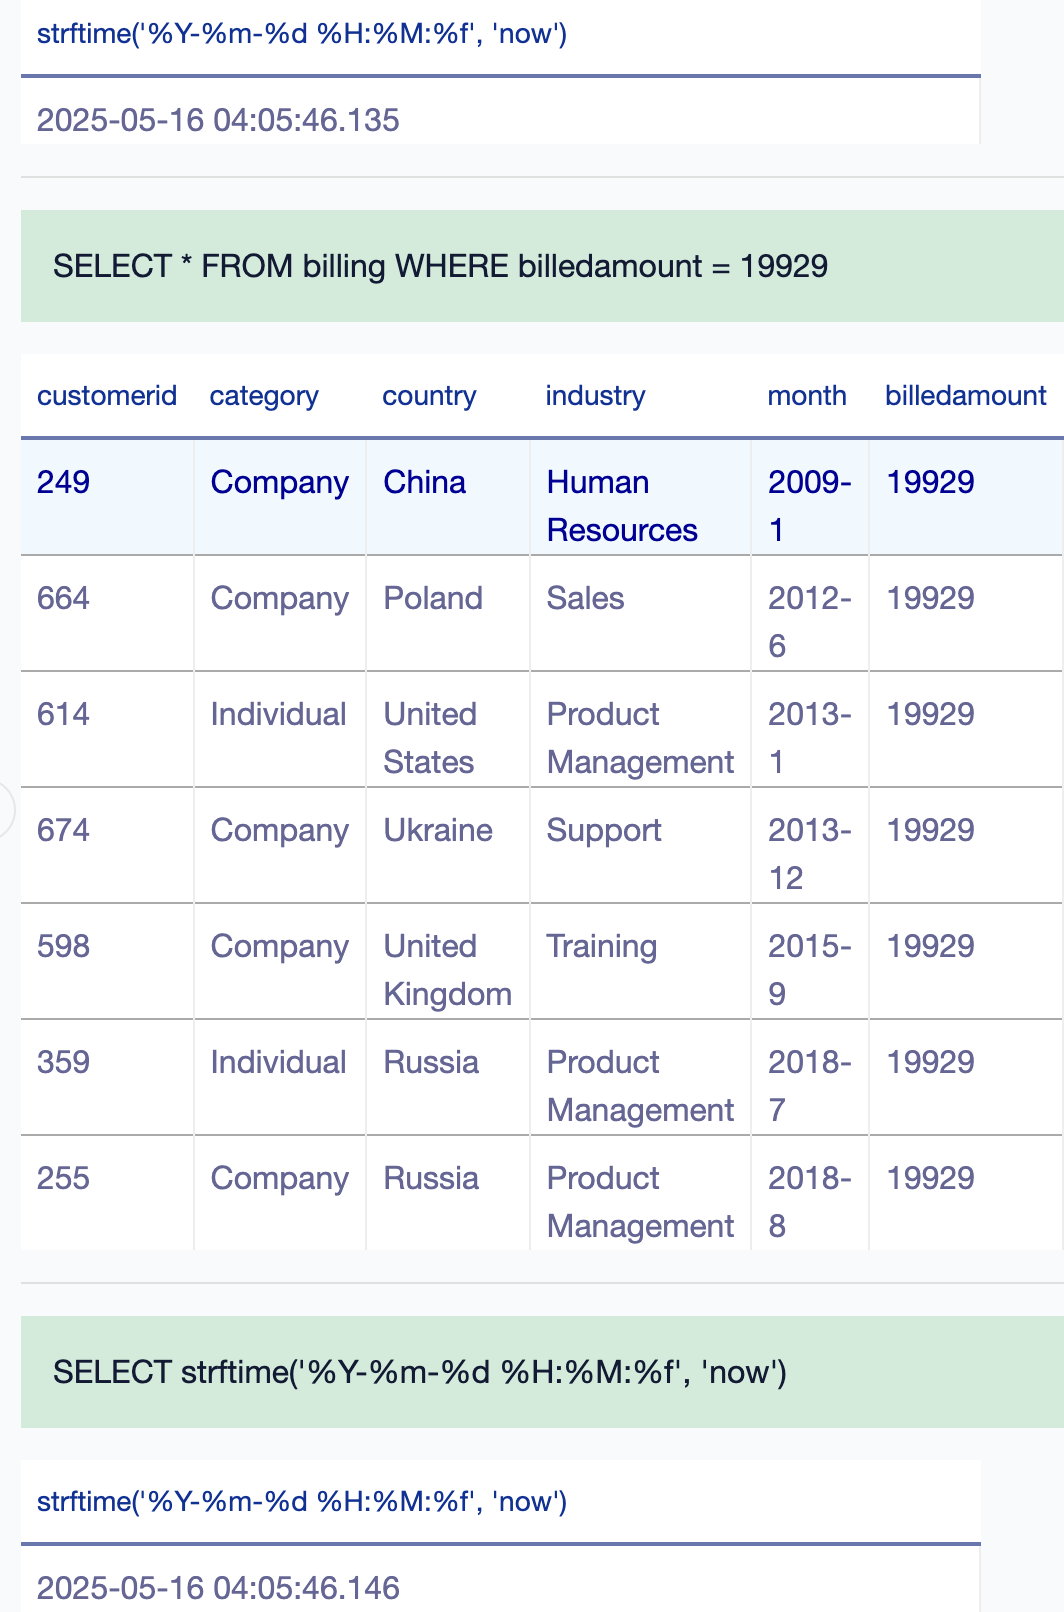 strftime('%Y-%m-%d %H:%M:%f', 'now')
2025-05-16 04:05:46.135
SELECT * FROM billing WHERE billedamount = 19929
customerid category country industry month billedamount
249 Company China Human Resources 2009-1 19929
664 Company Poland Sales 2012-6 19929
614 Individual United States Product Management 2013-1 19929
674 Company Ukraine Support 2013-12 19929
598 Company United Kingdom Training 2015-9 19929
359 Individual Russia Product Management 2018-7 19929
255 Company Russia Product Management 2018-8 19929
SELECT strftime('%Y-%m-%d %H:%M:%f', 'now')
strftime('%Y-%m-%d %H:%M:%f', 'now')
2025-05-16 04:05:46.146